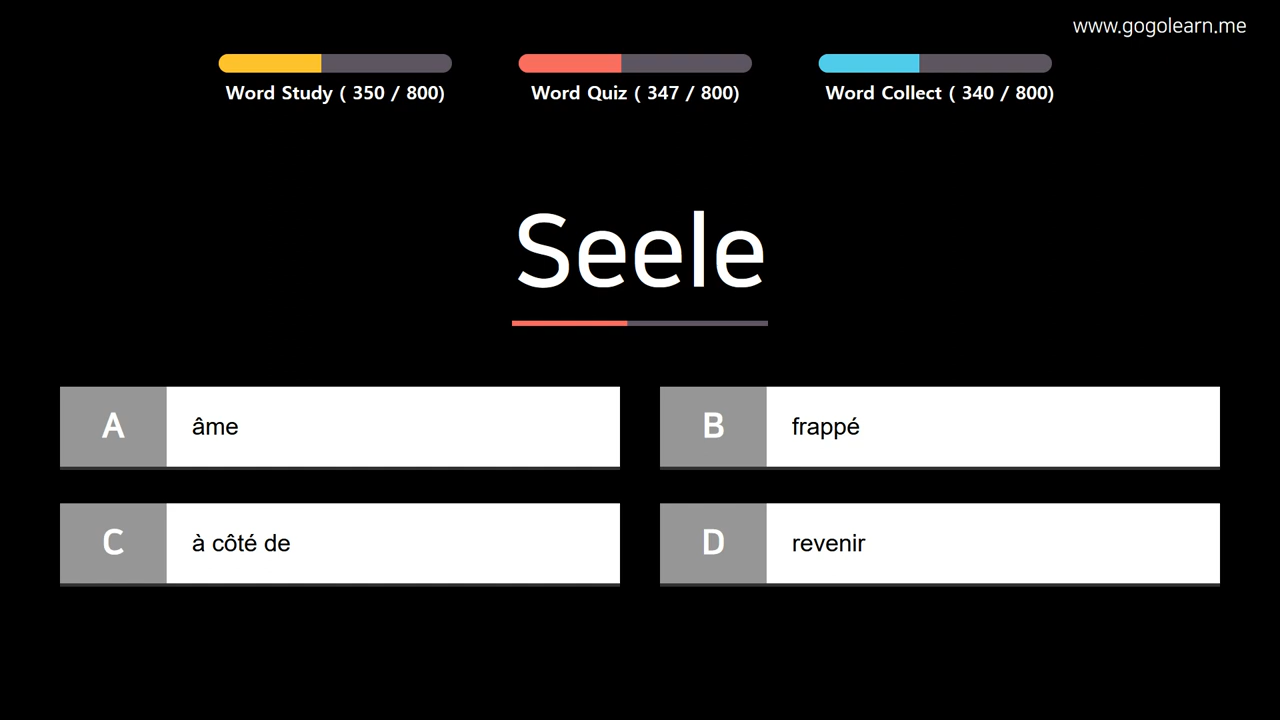 www.gogolearn.me
Word Study ( 350 / 800)
Word Quiz ( 347 / 800)
Word Collect ( 340 / 800)
Seele
A
âme
B
frappé
C
à côté de
D
revenir